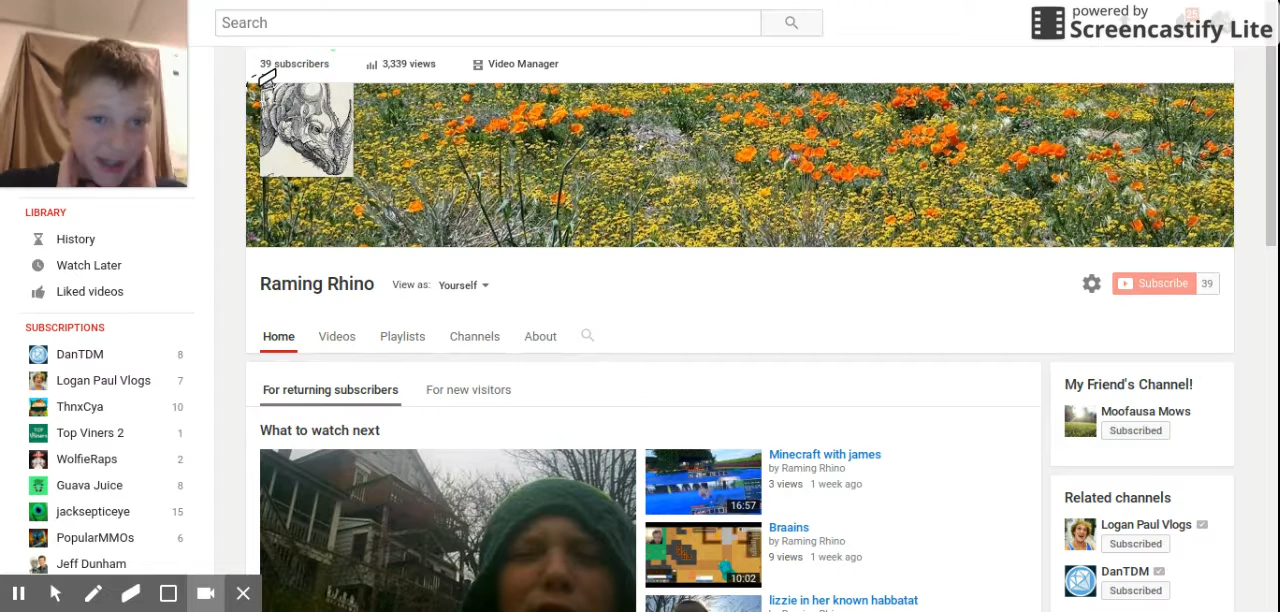 Search
powered by
Screencastify Lite
39 subscribers
3,339 views
Video Manager
Raming Rhino
View as: Yourself
Subscribe 39
Home
Videos
Playlists
Channels
About
LIBRARY
History
Watch Later
Liked videos
SUBSCRIPTIONS
DanTDM 8
Logan Paul Vlogs 7
ThnxCya 10
Top Viners 2 1
WolfieRaps 2
Guava Juice 8
jacksepticeye 15
PopularMMOs 6
Jeff Dunham
For returning subscribers
For new visitors
What to watch next
Minecraft with james
by Raming Rhino
3 views 1 week ago
16:57
Braains
by Raming Rhino
9 views 1 week ago
10:02
lizzie in her known habbatat
My Friend's Channel!
Moofausa Mows
Subscribed
Related channels
Logan Paul Vlogs
Subscribed
DanTDM
Subscribed